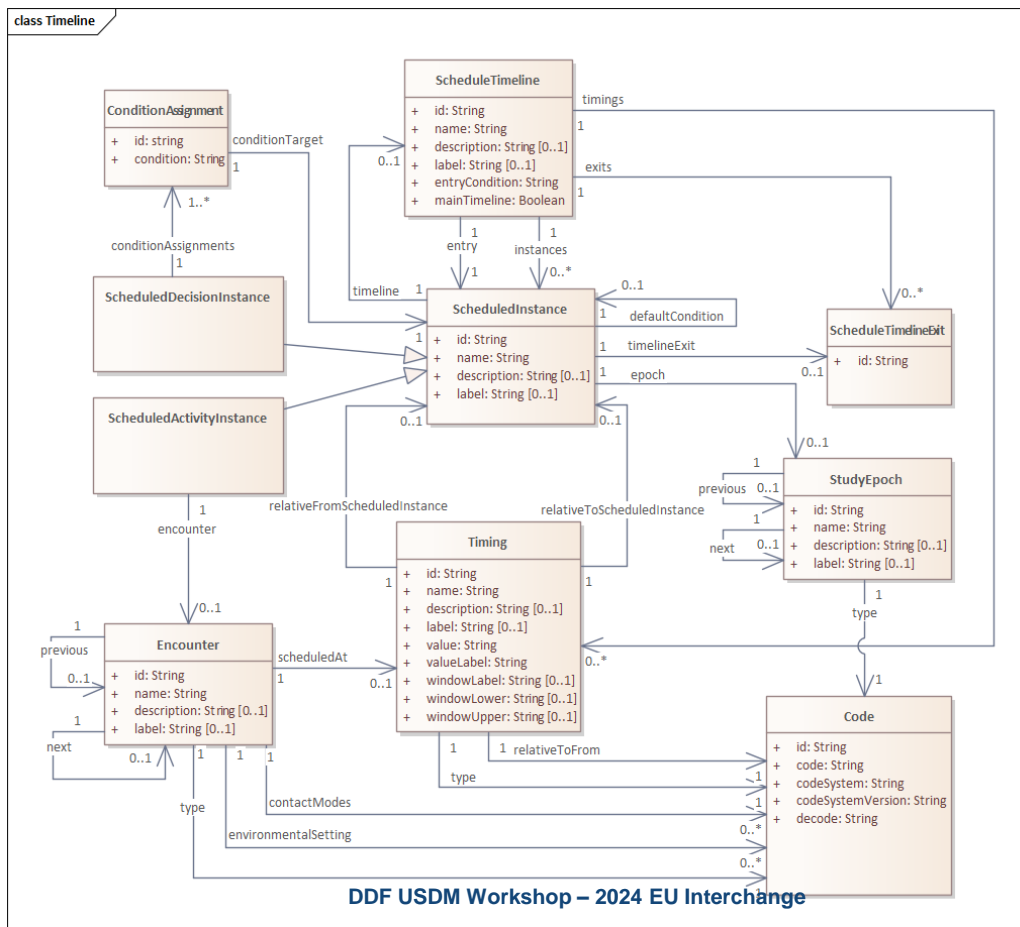 class Timeline
ScheduleTimeline
+ id: String
+ name: String
+ description: String [0..1]
+ label: String [0..1]
+ entryCondition: String
+ mainTimeline: Boolean
timings
1
exits
1
ConditionAssignment
+ id: string
+ condition: String
conditionTarget
1
0..1
1..*
1
entry
1
1
instances
0..*
conditionAssignments
1
ScheduledDecisionInstance
timeline
1
ScheduledInstance
+ id: String
+ name: String
+ description: String [0..1]
+ label: String [0..1]
1
0..1
1
defaultCondition
1
timelineExit
0..1
1
epoch
0..1
0..*
ScheduleTimelineExit
+ id: String
ScheduledActivityInstance
0..1
0..1
1
encounter
0..1
relativeFromScheduledInstance
1
relativeToScheduledInstance
1
StudyEpoch
+ id: String
+ name: String
+ description: String [0..1]
+ label: String [0..1]
1
previous
0..1
1
next
0..1
1
type
1
Timing
+ id: String
+ name: String
+ description: String [0..1]
+ label: String [0..1]
+ value: String
+ valueLabel: String
+ windowLabel: String [0..1]
+ windowLower: String [0..1]
+ windowUpper: String [0..1]
0..*
Encounter
+ id: String
+ name: String
+ description: String [0..1]
+ label: String [0..1]
1
previous
0..1
1
next
0..1
scheduledAt
1
0..1
1
relativeToFrom
1
1
type
1
1
contactModes
0..*
1
environmentalSetting
0..*
1
type
1
Code
+ id: String
+ code: String
+ codeSystem: String
+ codeSystemVersion: String
+ decode: String
DDF USDM Workshop – 2024 EU Interchange